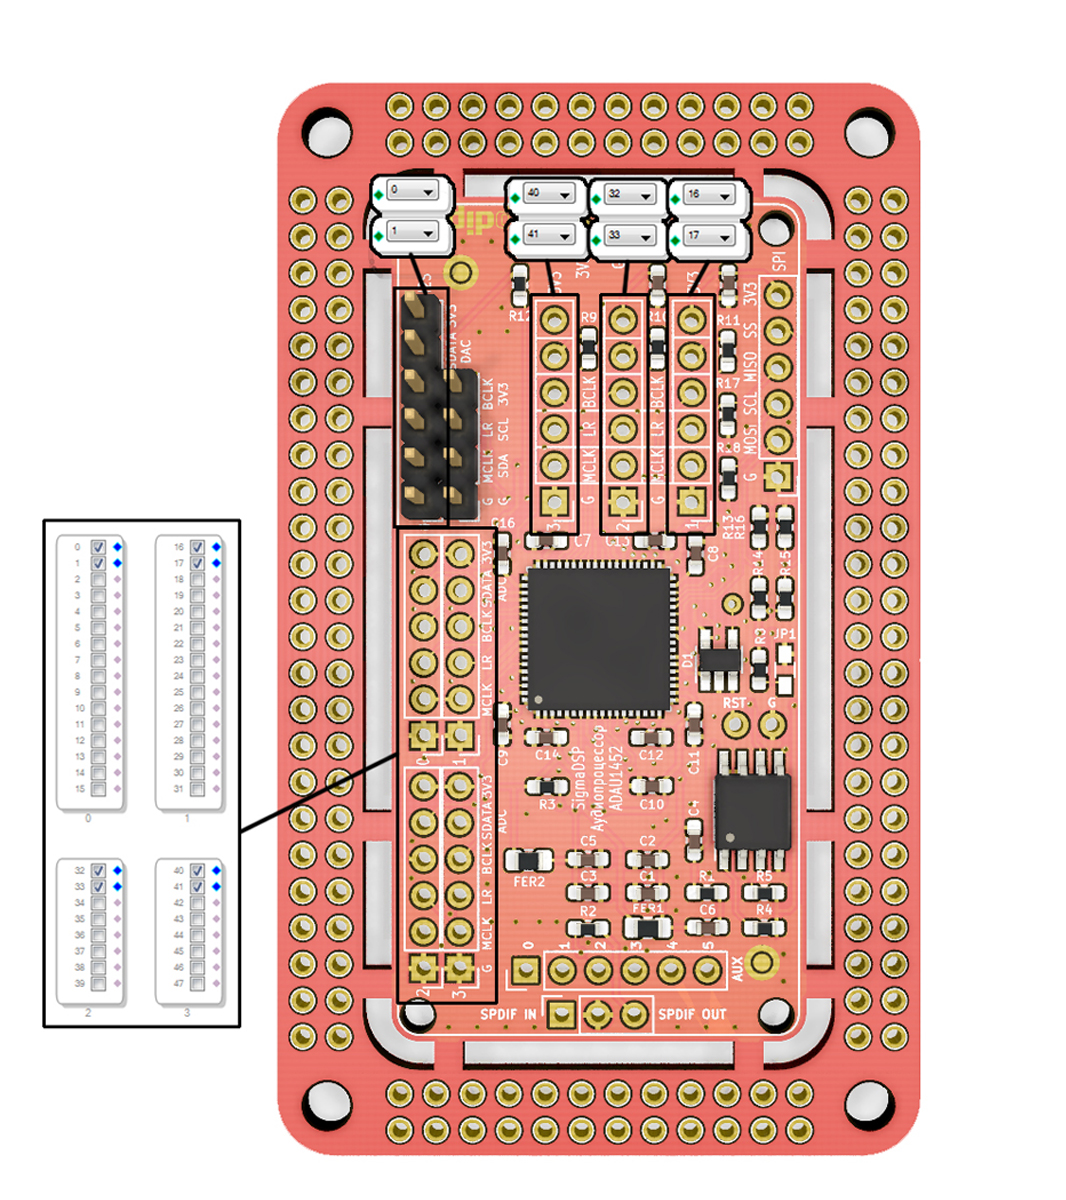 0
1
40
41
32
33
16
17
SPI
3V3
SS
MISO
SCL
MOSI
G
R12
R9
R10
R11
R17
R18
SDATA 3V3
DAC
BCLK
3V3
LR
SCL
MCLK
SDA
G
G
BCLK
LR
MCLK
G
3
BCLK
LR
MCLK
G
2
1
R16
C7
C13
C8
R13
R16
R14
R15
3V3
SDATA
ADC
BCLK
LR
MCLK
0
1
D1
R3
JP1
RST
G
C9
C14
C12
C11
R3
C10
SigmaDSP
Аудиопроцессор
ADAU1452
3V3
SDATA
ADC
BCLK
LR
MCLK
G
2
3
FER2
C5
C2
C4
C3
C1
R1
R5
R2
FER1
C6
R4
0
1
2
3
4
5
AUX
SPDIF IN
SPDIF OUT
0
1
2
3
4
5
6
7
8
9
10
11
12
13
14
15
0
16
17
18
19
20
21
22
23
24
25
26
27
28
29
30
31
1
32
33
34
35
36
37
38
39
2
40
41
42
43
44
45
46
47
3